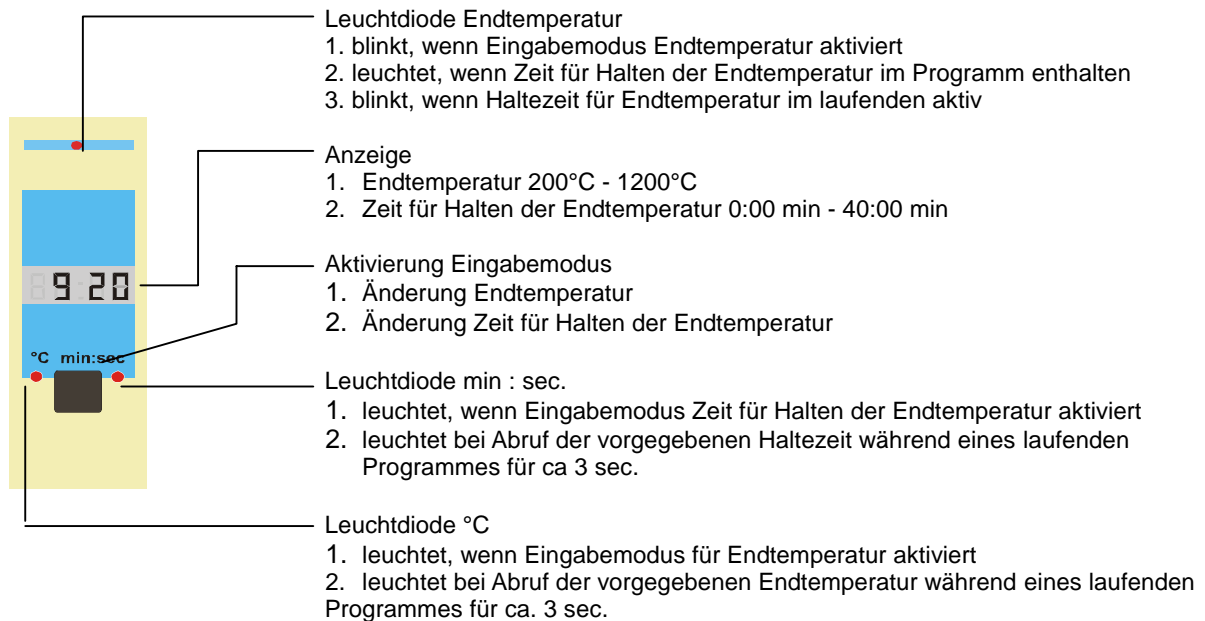 Leuchtdiode Endtemperatur
1. blinkt, wenn Eingabemodus Endtemperatur aktiviert
2. leuchtet, wenn Zeit für Halten der Endtemperatur im Programm enthalten
3. blinkt, wenn Haltezeit für Endtemperatur im laufenden aktiv
Anzeige
1. Endtemperatur 200°C - 1200°C
2. Zeit für Halten der Endtemperatur 0:00 min - 40:00 min
9 20
Aktivierung Eingabemodus
1. Änderung Endtemperatur
2. Änderung Zeit für Halten der Endtemperatur
°C min:sec
Leuchtdiode min : sec.
1. leuchtet, wenn Eingabemodus Zeit für Halten der Endtemperatur aktiviert
2. leuchtet bei Abruf der vorgegebenen Haltezeit während eines laufenden
Programmes für ca 3 sec.
Leuchtdiode °C
1. leuchtet, wenn Eingabemodus für Endtemperatur aktiviert
2. leuchtet bei Abruf der vorgegebenen Endtemperatur während eines laufenden
Programmes für ca. 3 sec.